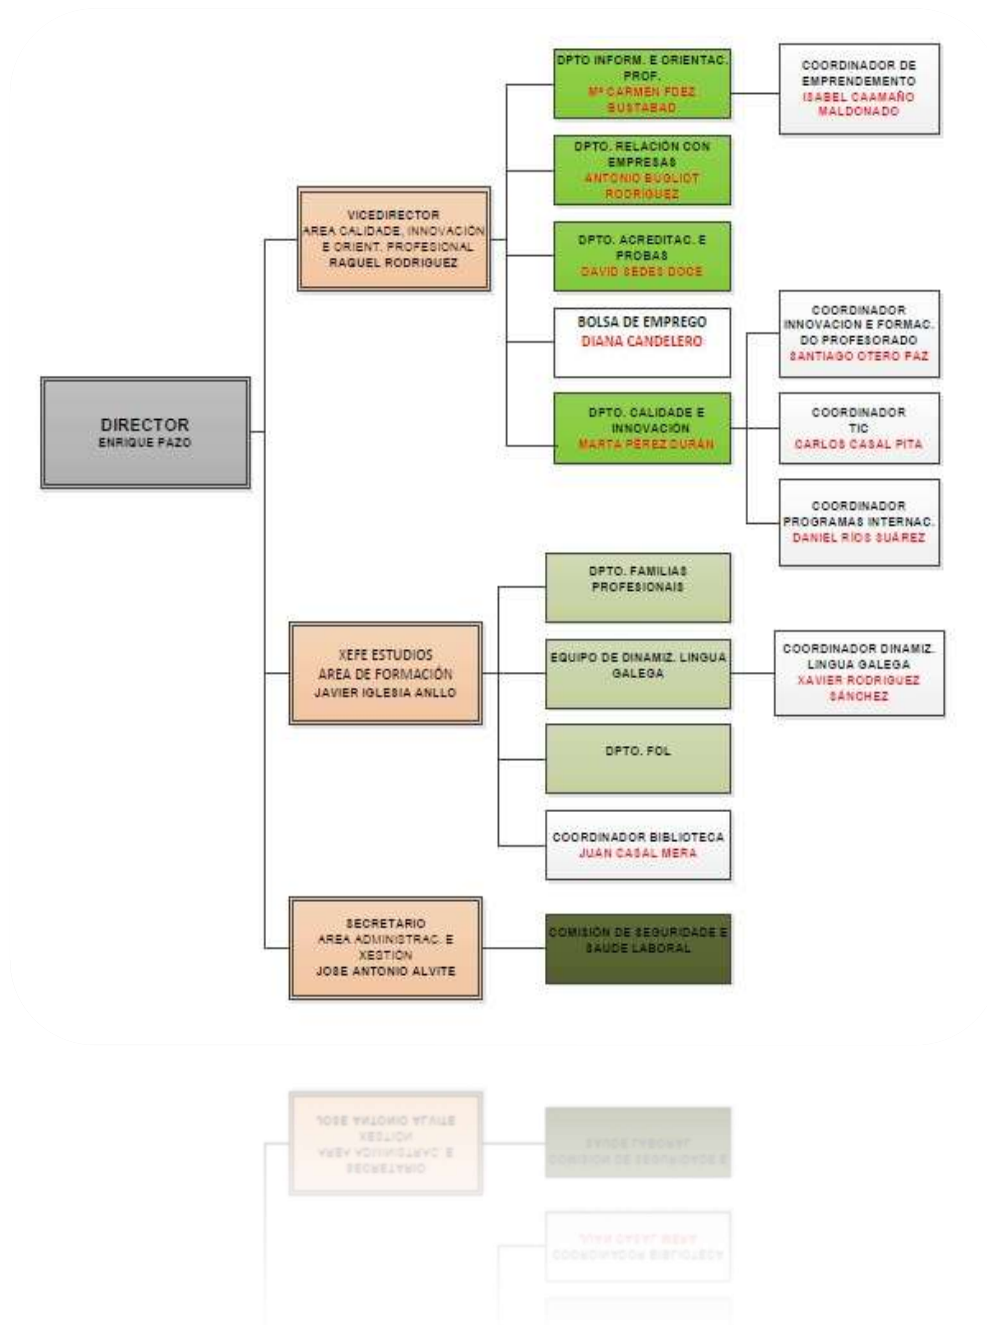 DIRECTOR
ENRIQUE PAZO
VICEDIRECTOR
AREA CALIDADE, INNOVACIÓN
E ORIENT. PROFESIONAL
RAQUEL RODRIGUEZ
DPTO INFORM. E ORIENTAC.
PROF.
Mª CARMEN FDEZ
BUSTABAD
COORDINADOR DE
EMPRENDEMENTO
ISABEL CAAMAÑO
MALDONADO
DPTO. RELACIÓN CON
EMPRESAS
ANTONIO BUGLIOT
RODRÍGUEZ
DPTO. ACREDITAC. E
PROBAS
DAVID SEDES DOCE
BOLSA DE EMPREGO
DIANA CANDELERO
DPTO. CALIDADE E
INNOVACIÓN
MARTA PÉREZ DURÁN
COORDINADOR
INNOVACION E FORMAC.
DO PROFESORADO
SANTIAGO OTERO PAZ
COORDINADOR
TIC
CARLOS CASAL PITA
COORDINADOR
PROGRAMAS INTERNAC.
DANIEL RÍOS SUÁREZ
XEFE ESTUDIOS
AREA DE FORMACIÓN
JAVIER IGLESIA ANLLO
DPTO. FAMILIAS
PROFESIONAIS
EQUIPO DE DINAMIZ. LINGUA
GALEGA
COORDINADOR DINAMIZ.
LINGUA GALEGA
XAVIER RODRIGUEZ
SÁNCHEZ
DPTO. FOL
COORDINADOR BIBLIOTECA
JUAN CASAL MERA
SECRETARIO
AREA ADMINISTRAC. E
XESTIÓN
JOSE ANTONIO ALVITE
COMISIÓN DE SEGURIDADE E
SAUDE LABORAL